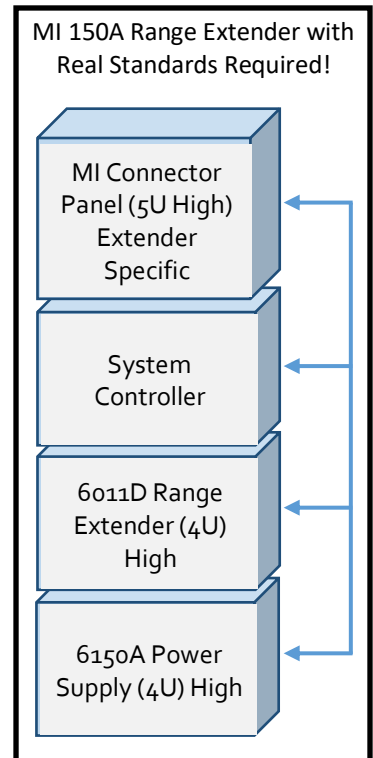 MI 150A Range Extender with
Real Standards Required!
MI Connector
Panel (5U High)
Extender
Specific
System
Controller
6011D Range
Extender (4U)
High
6150A Power
Supply (4U) High